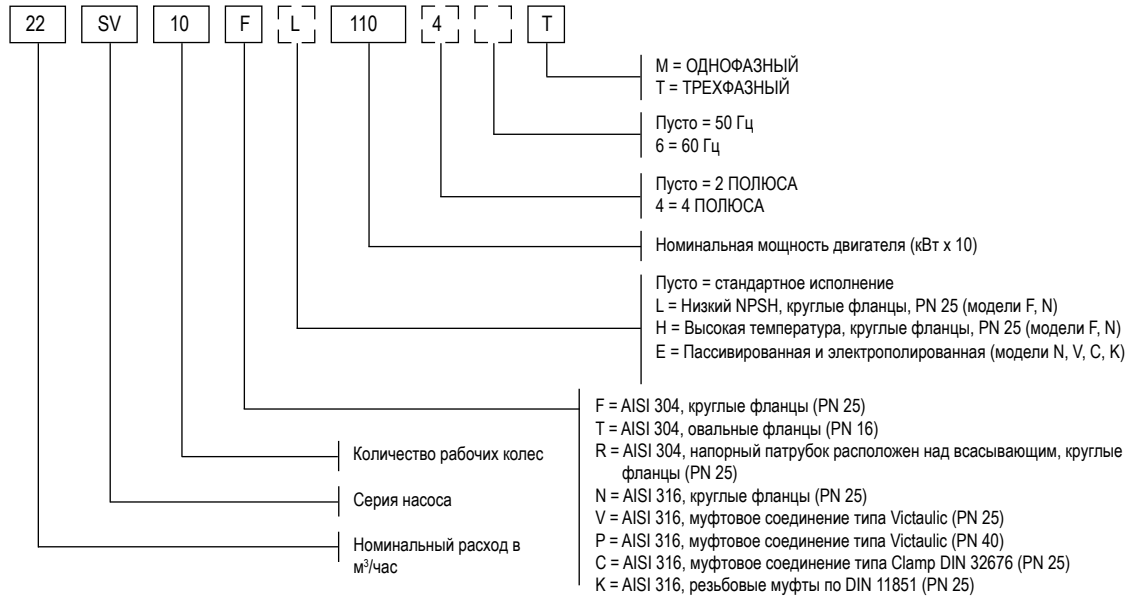 22 SV 10 F L 110 4 T
М = ОДНОФАЗНЫЙ
Т = ТРЕХФАЗНЫЙ
Пусто = 50 Гц
6 = 60 Гц
Пусто = 2 ПОЛЮСА
4 = 4 ПОЛЮСА
Номинальная мощность двигателя (кВт х 10)
Пусто = стандартное исполнение
L = Низкий NPSH, круглые фланцы, PN 25 (модели F, N)
H = Высокая температура, круглые фланцы, PN 25 (модели F, N)
E = Пассивированная и электрополированная (модели N, V, C, K)
F = AISI 304, круглые фланцы (PN 25)
T = AISI 304, овальные фланцы (PN 16)
R = AISI 304, напорный патрубок расположен над всасывающим, круглые
фланцы (PN 25)
N = AISI 316, круглые фланцы (PN 25)
V = AISI 316, муфтовое соединение типа Victaulic (PN 25)
P = AISI 316, муфтовое соединение типа Victaulic (PN 40)
C = AISI 316, муфтовое соединение типа Clamp DIN 32676 (PN 25)
K = AISI 316, резьбовые муфты по DIN 11851 (PN 25)
Количество рабочих колес
Серия насоса
Номинальный расход в
м³/час